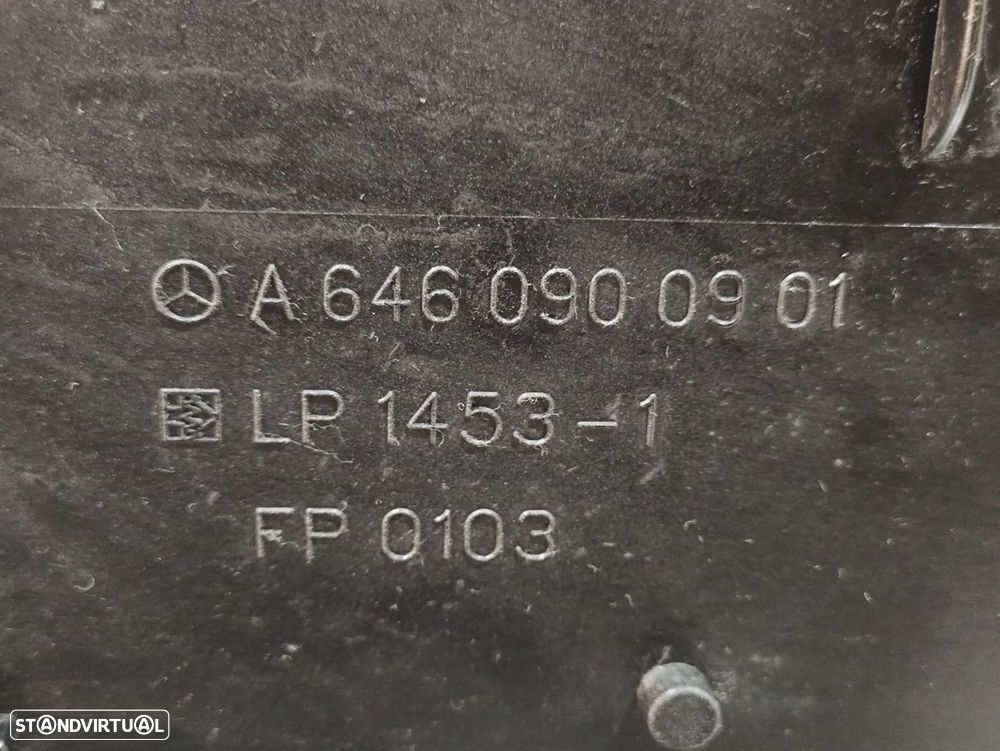 A 646 090 09 01
LP 1453-1
FP 0103
STANDVIRTUAL